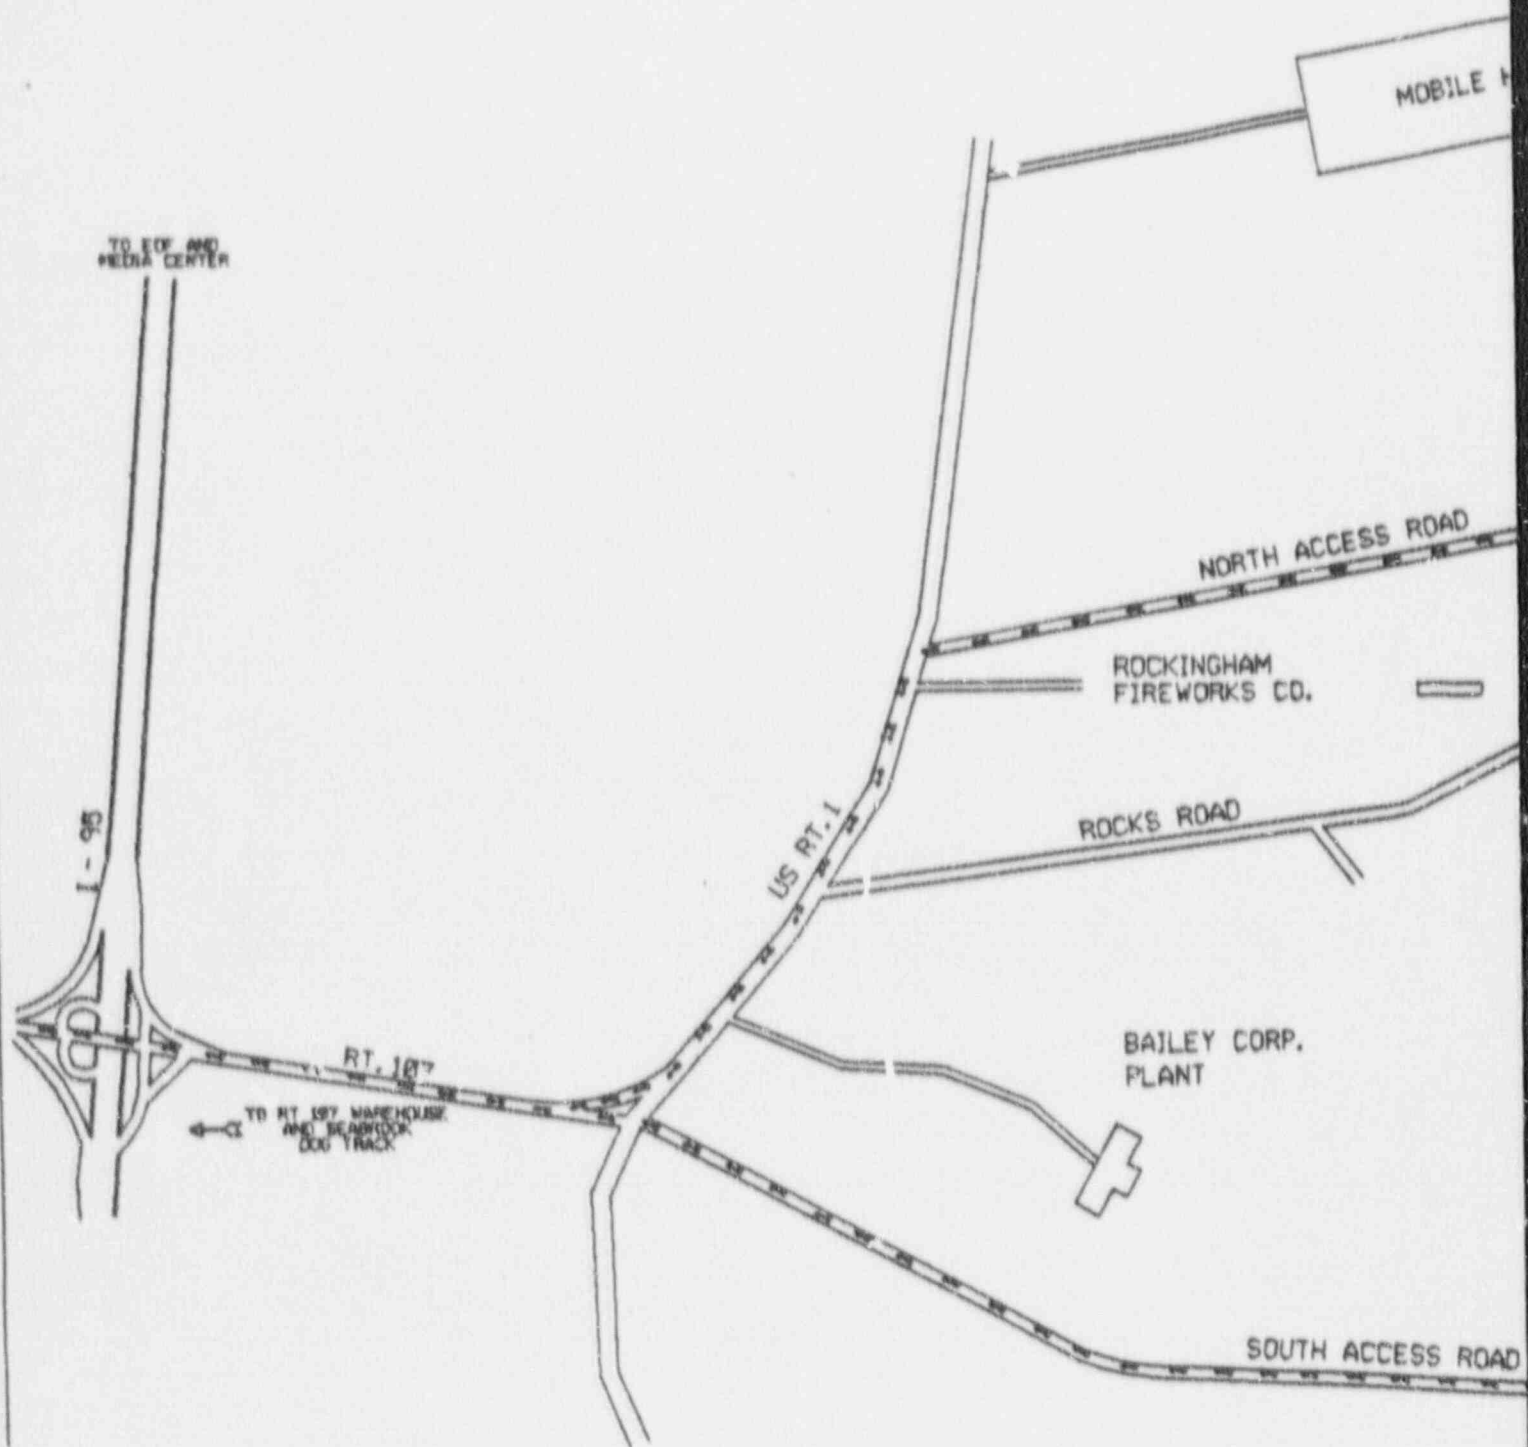 MOBILE
TO EOF AND
MEDIA CENTER
NORTH ACCESS ROAD
ROCKINGHAM
FIREWORKS CO.
I-95
US RT.1
ROCKS ROAD
BAILEY CORP.
PLANT
RT.107
TO RT 107 WAREHOUSE
AND SEABROOK
DOG TRACK
SOUTH ACCESS ROAD